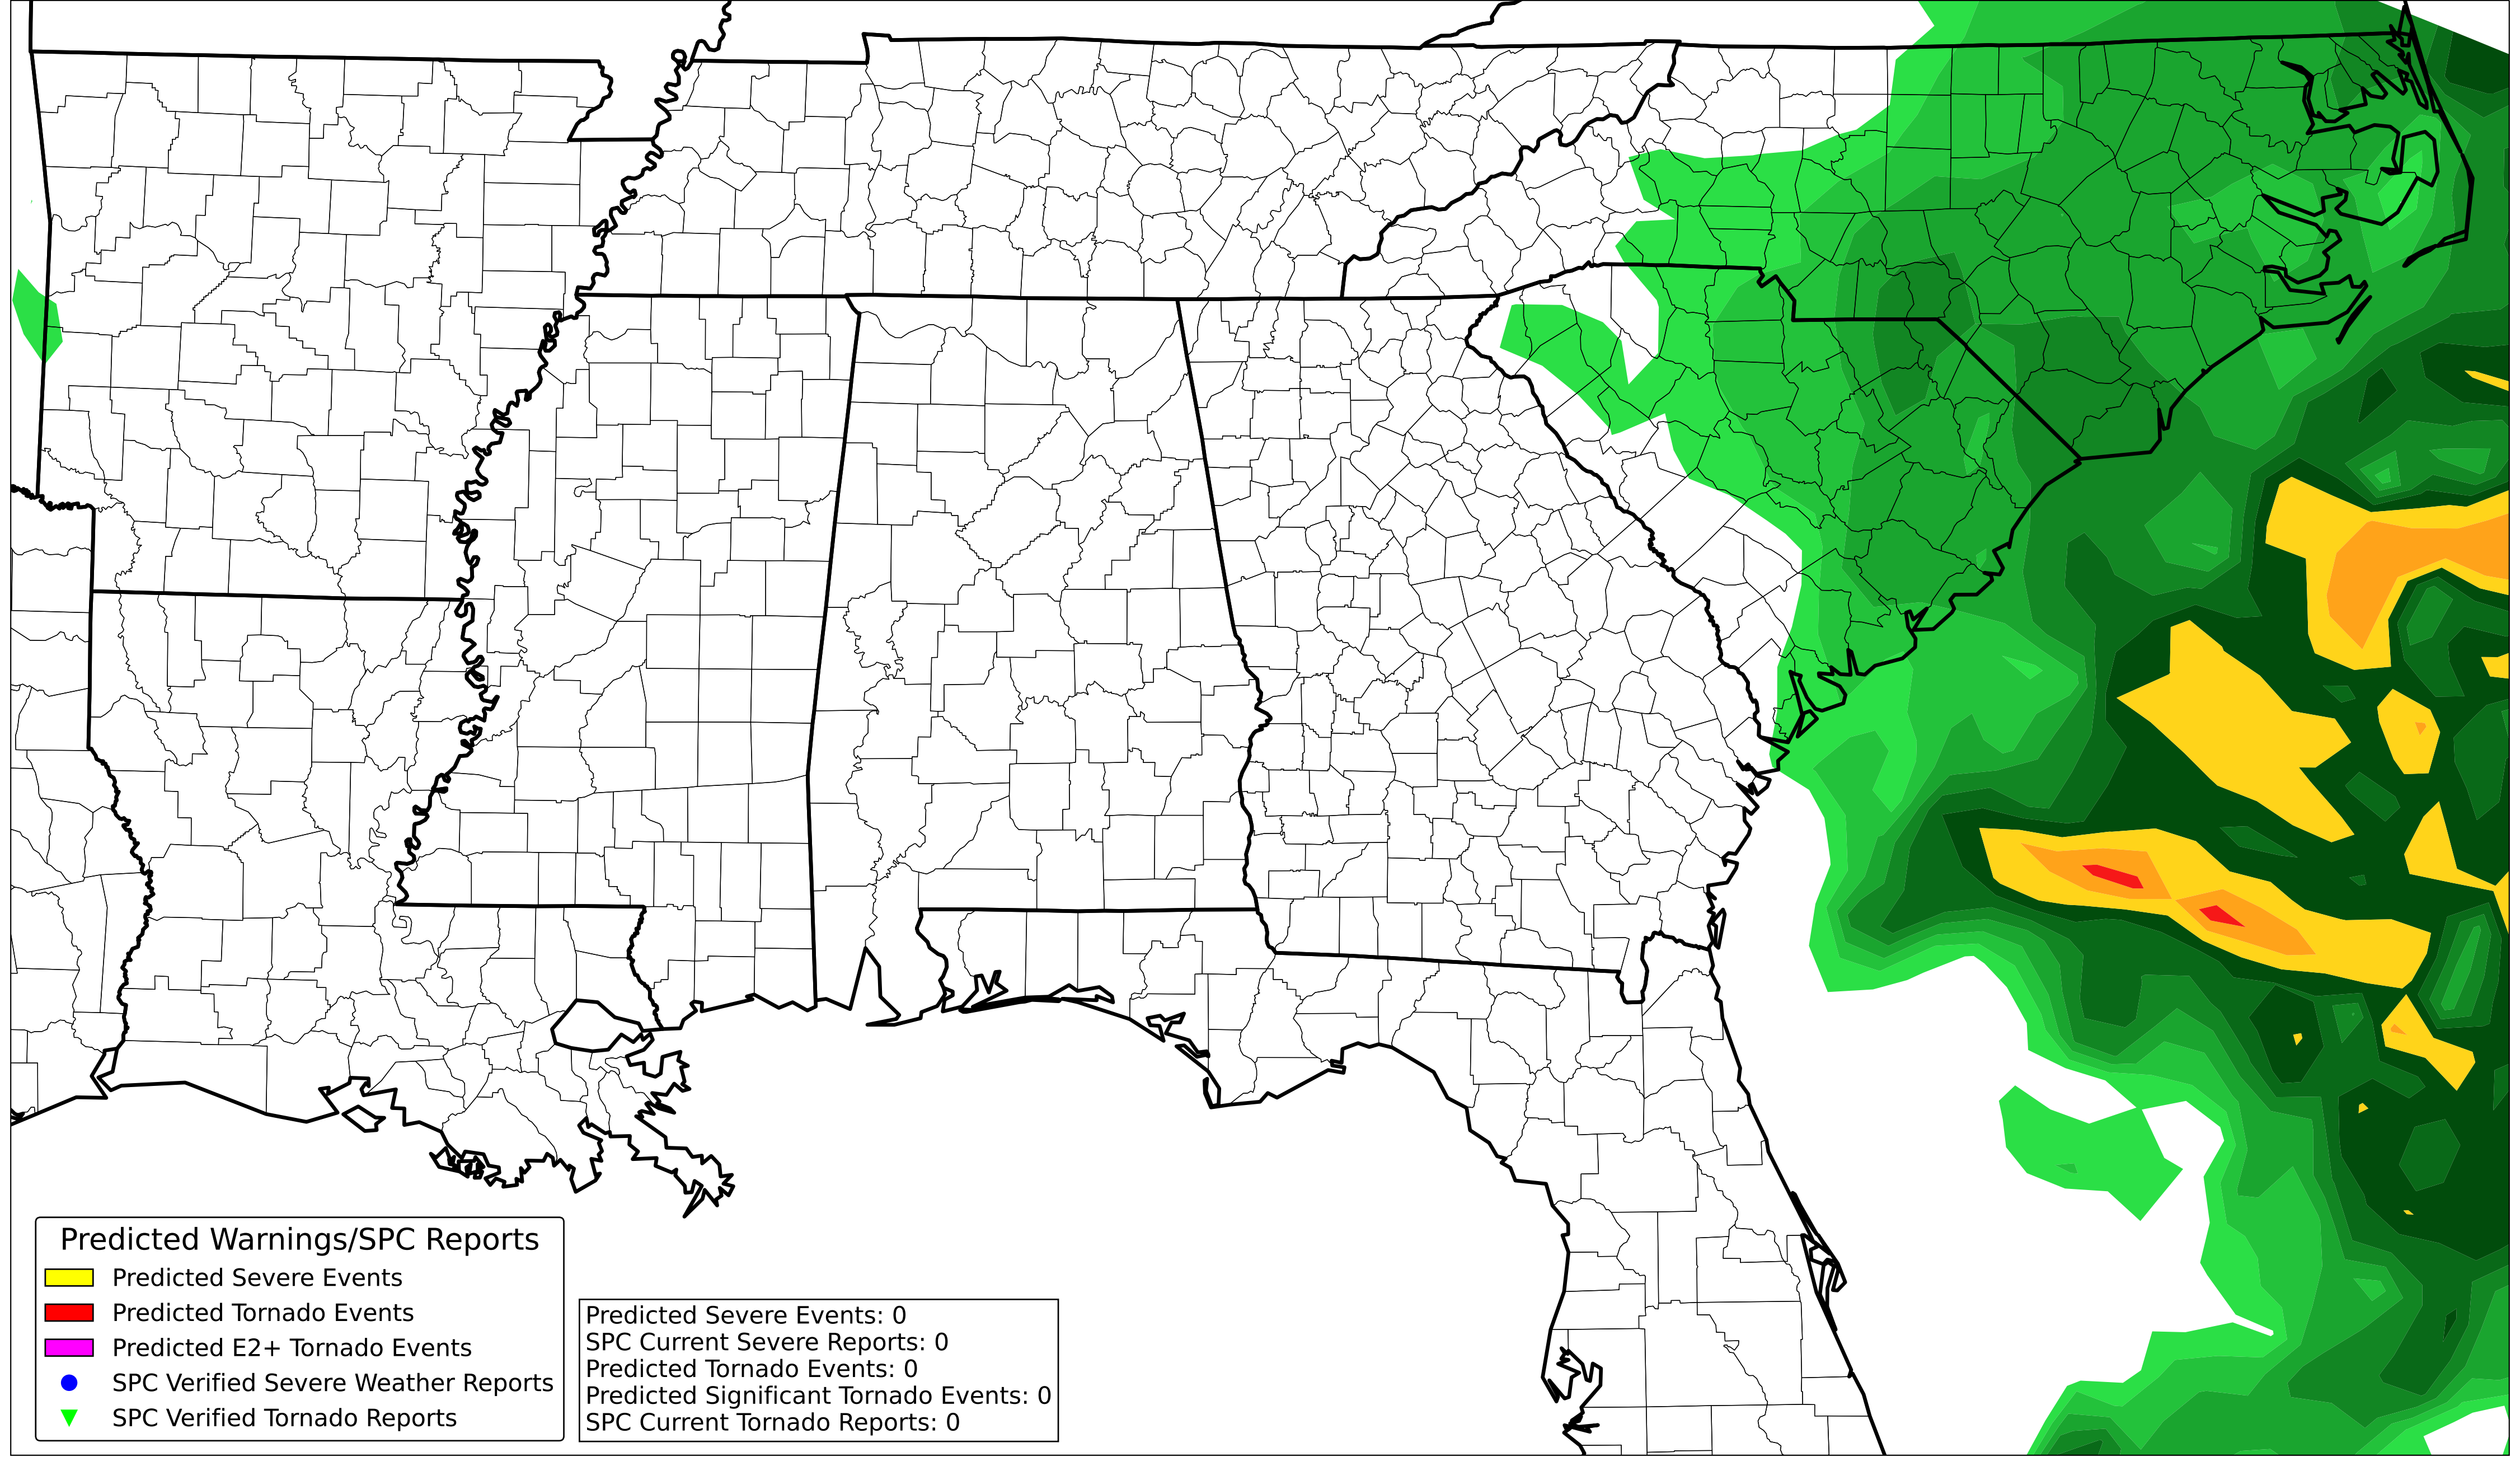 Predicted Warnings/SPC Reports
Predicted Severe Events
Predicted Tornado Events
Predicted E2+ Tornado Events
SPC Verified Severe Weather Reports
SPC Verified Tornado Reports
Predicted Severe Events: 0
SPC Current Severe Reports: 0
Predicted Tornado Events: 0
Predicted Significant Tornado Events: 0
SPC Current Tornado Reports: 0